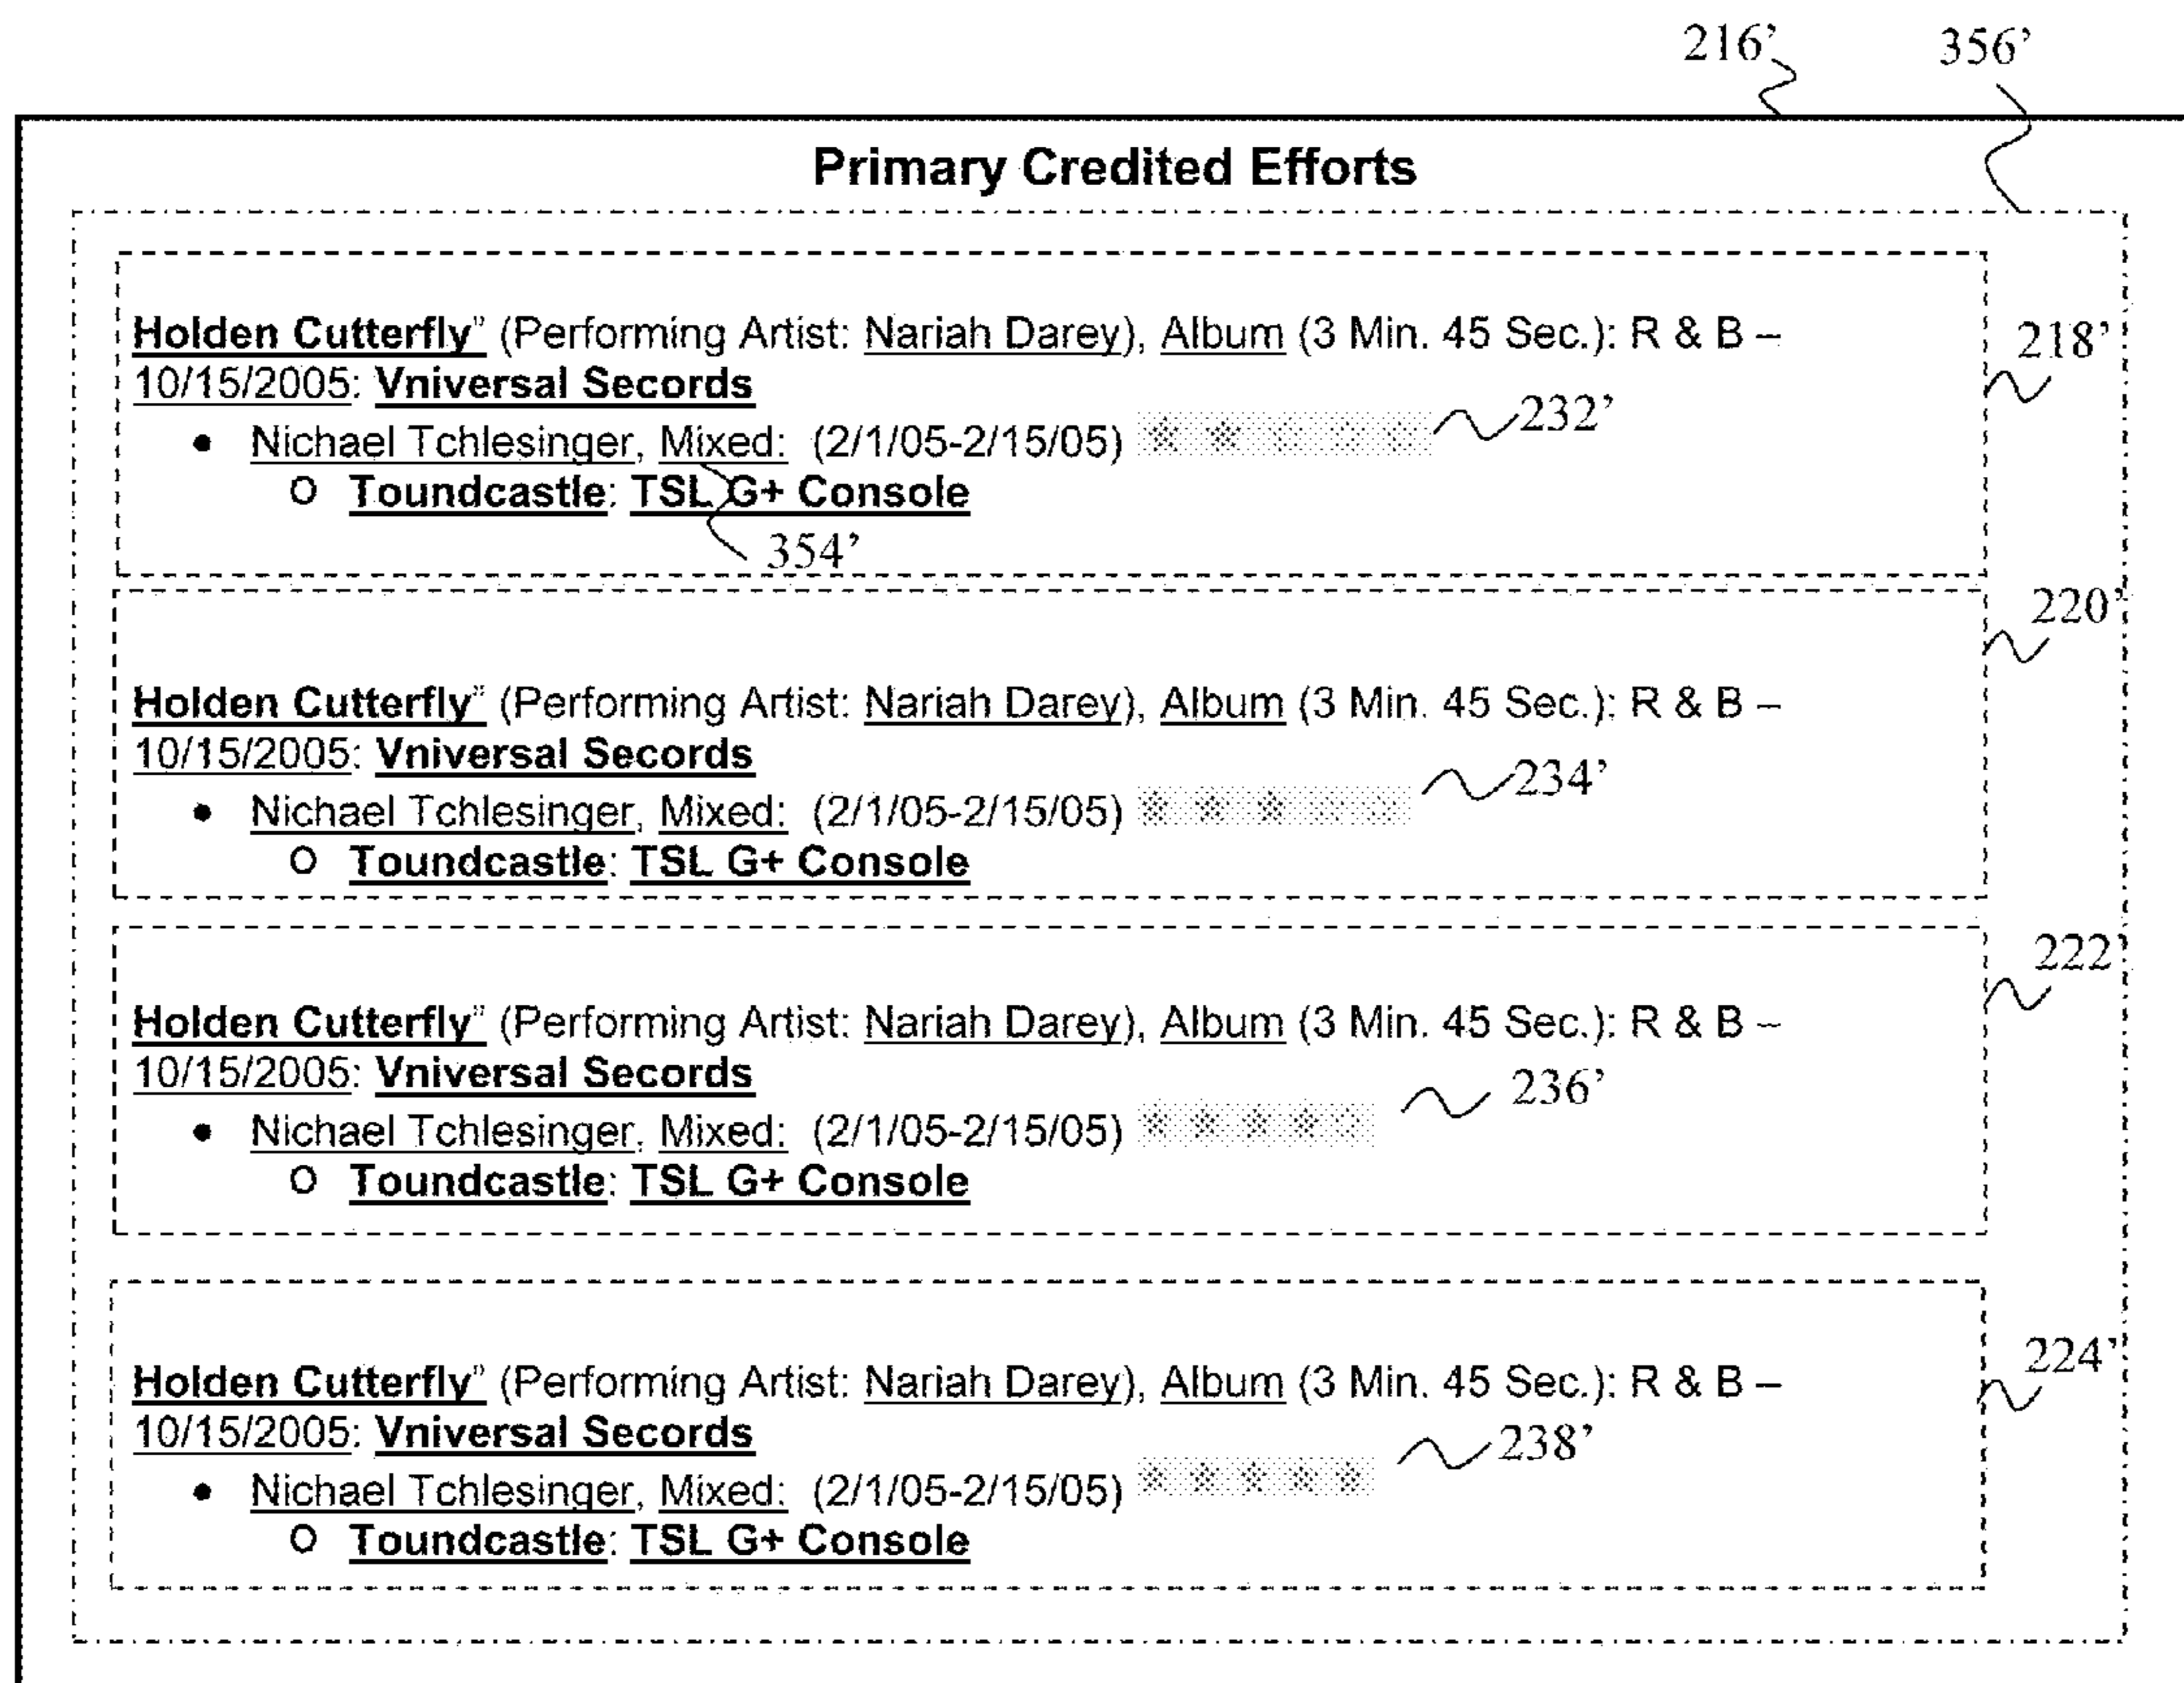 216’ 356’
Primary Credited Efforts
Holden Cutterfly” (Performing Artist: Nariah Darey), Album (3 Min. 45 Sec.): R & B –
218’
10/15/2005: Vniversal Secords
• Nichael Tchlesinger, Mixed: (2/1/05-2/15/05) 232’
O Toundcastle: TSL G+ Console
354’
220’
Holden Cutterfly” (Performing Artist: Nariah Darey), Album (3 Min. 45 Sec.): R & B –
10/15/2005: Vniversal Secords
234’
• Nichael Tchlesinger, Mixed: (2/1/05-2/15/05)
O Toundcastle: TSL G+ Console
222’
Holden Cutterfly” (Performing Artist: Nariah Darey), Album (3 Min. 45 Sec.): R & B –
10/15/2005: Vniversal Secords
236’
• Nichael Tchlesinger, Mixed: (2/1/05-2/15/05)
O Toundcastle: TSL G+ Console
224’
Holden Cutterfly” (Performing Artist: Nariah Darey), Album (3 Min. 45 Sec.): R & B –
10/15/2005: Vniversal Secords
238’
• Nichael Tchlesinger, Mixed: (2/1/05-2/15/05)
O Toundcastle: TSL G+ Console